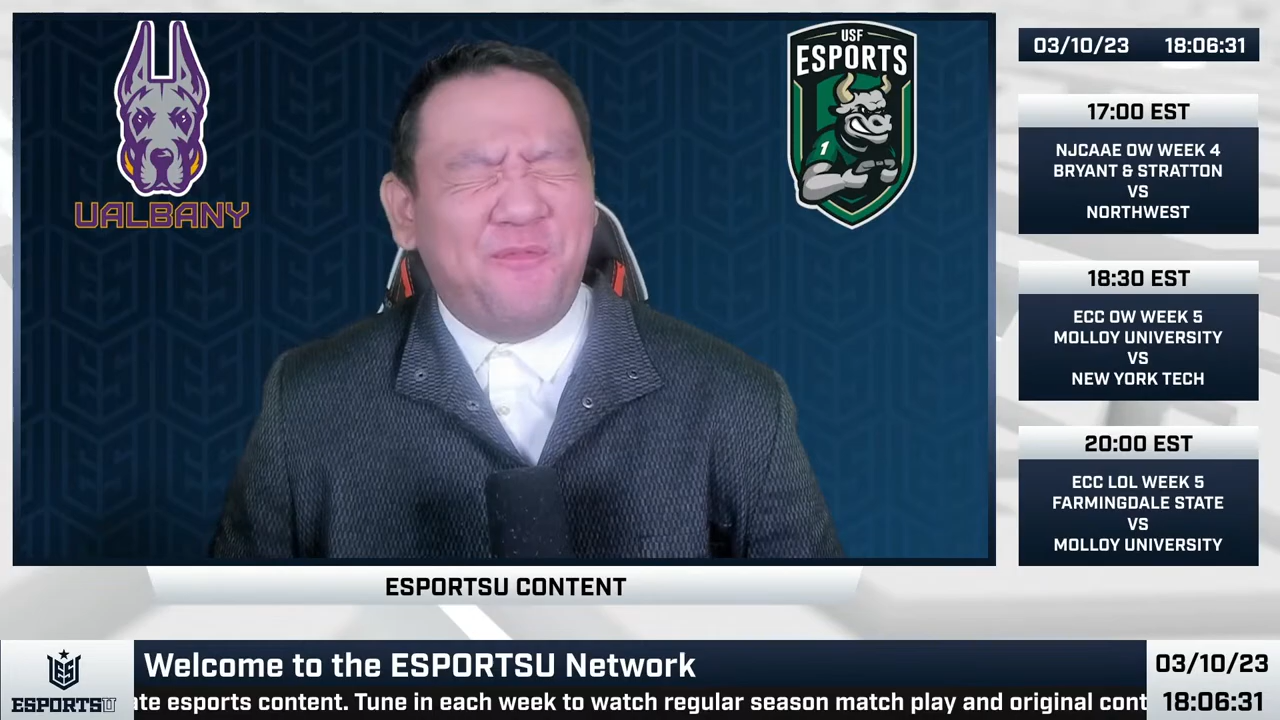 UALBANY
USF
ESPORTS
1
03/10/23 18:06:31
17:00 EST
NJCAAE OW WEEK 4
BRYANT & STRATTON
VS
NORTHWEST
18:30 EST
ECC OW WEEK 5
MOLLOY UNIVERSITY
VS
NEW YORK TECH
20:00 EST
ECC LOL WEEK 5
FARMINGDALE STATE
VS
MOLLOY UNIVERSITY
ESPORTSU CONTENT
ESPORTSU
Welcome to the ESPORTSU Network
esports content. Tune in each week to watch regular season match play and original
03/10/23
18:06:31